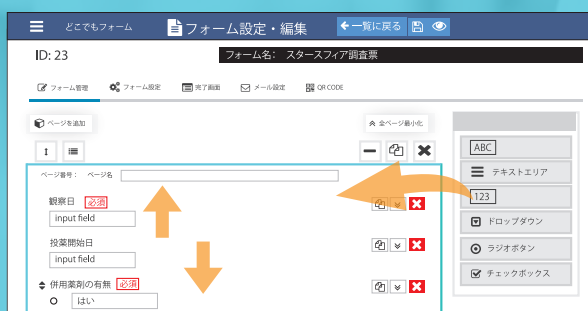 どこでもフォーム
フォーム設定・編集
一覧に戻る
ID: 23
フォーム名： スタースフィア調査票
フォーム管理
フォーム設定
完了画面
メール設定
QR CODE
ページを追加
全ページ最小化
ページ番号： ページ名
観察日 必須
input field
投薬開始日
input field
併用薬剤の有無 必須
はい
ABC
テキストエリア
123
ドロップダウン
ラジオボタン
チェックボックス